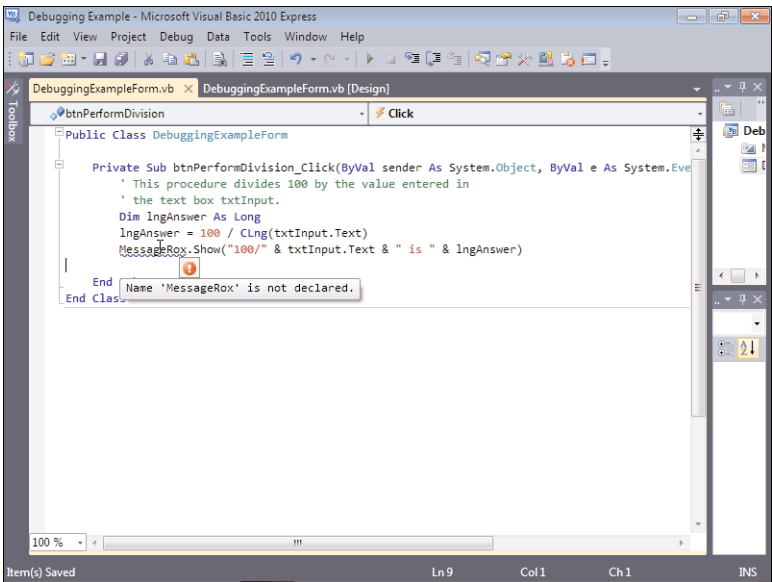 Debugging Example - Microsoft Visual Basic 2010 Express
File Edit View Project Debug Data Tools Window Help
DebuggingExampleForm.vb DebuggingExampleForm.vb [Design]
Toolbox
btnPerformDivision Click
Public Class DebuggingExampleForm
Private Sub btnPerformDivision_Click(ByVal sender As System.Object, ByVal e As System.Eve
' This procedure divides 100 by the value entered in
' the text box txtInput.
Dim lngAnswer As Long
lngAnswer = 100 / CLng(txtInput.Text)
MessageRox.Show("100/" & txtInput.Text & " is " & lngAnswer)
End
Name 'MessageRox' is not declared.
End Class
Deb
100 %
Item(s) Saved Ln 9 Col 1 Ch 1 INS